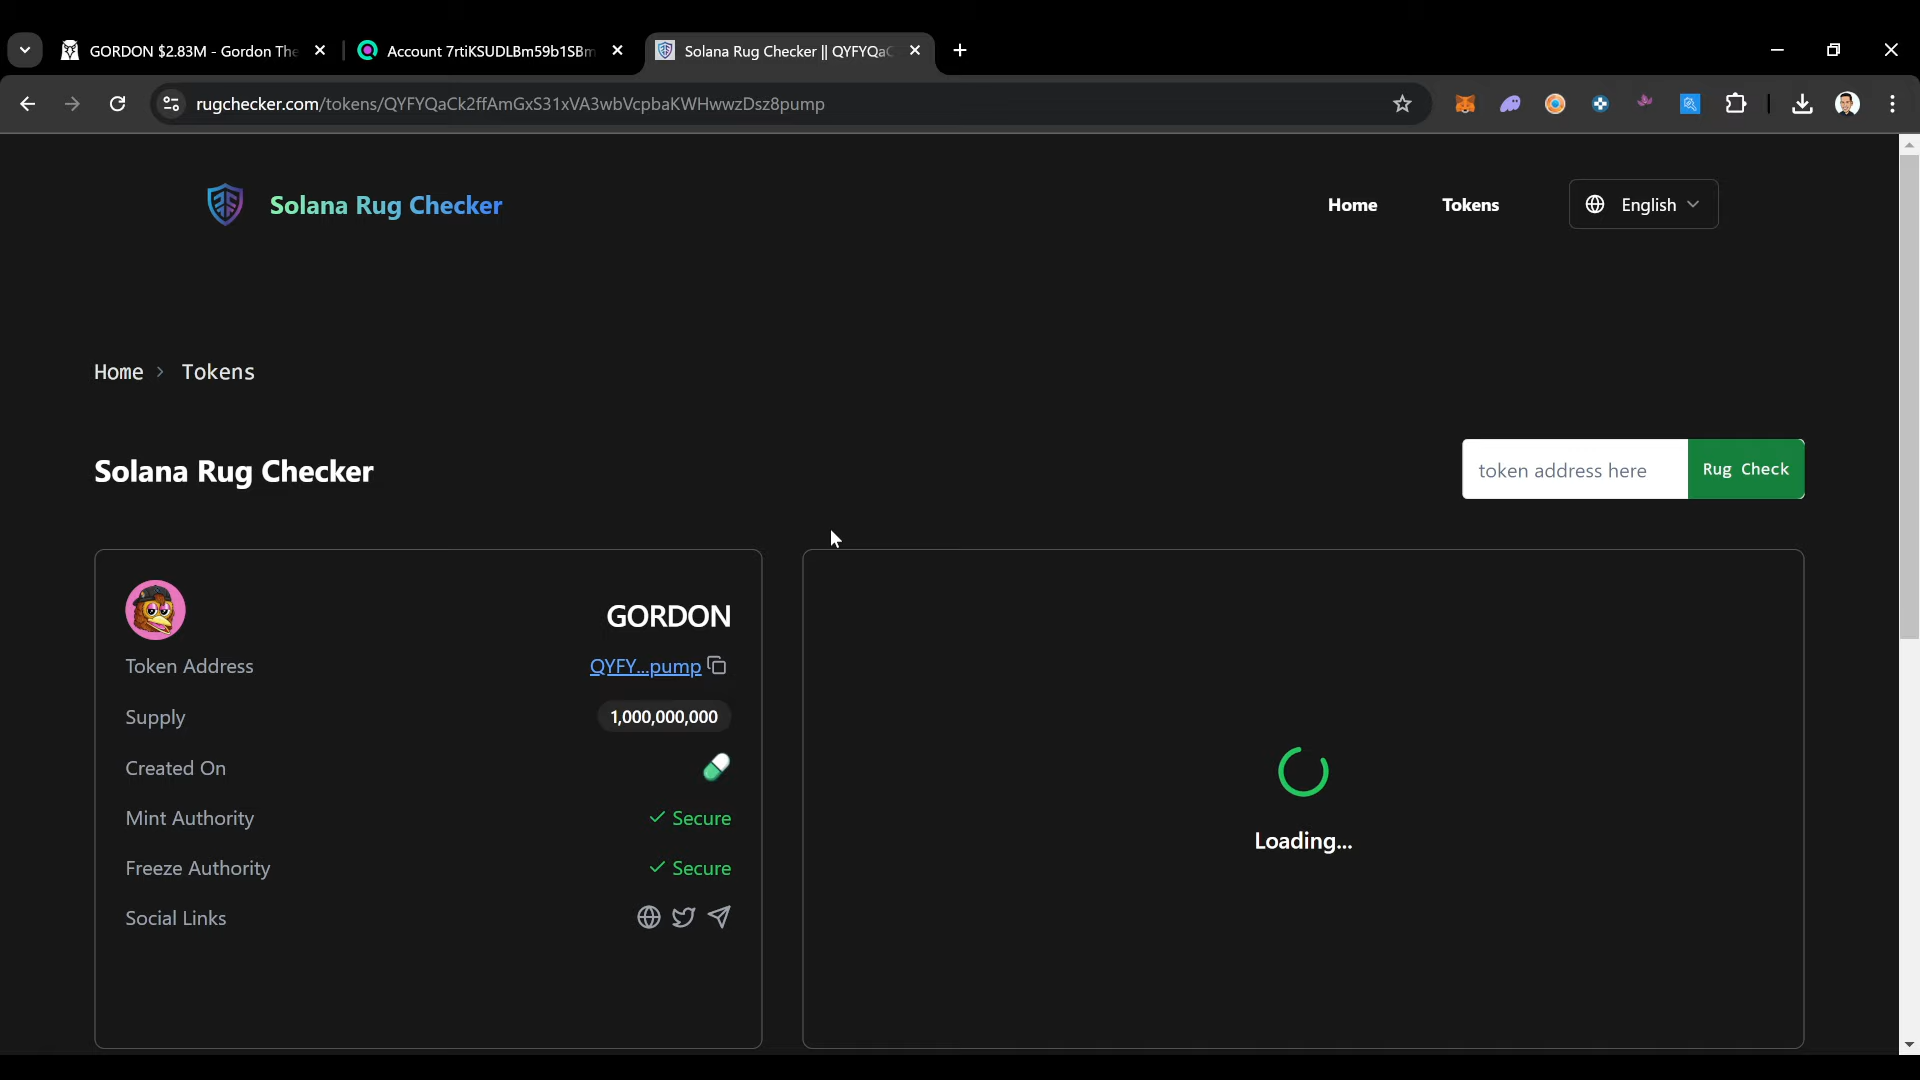 GORDON $2.83M - Gordon The
Account 7rtiKSUDLBm59b1SBm
Solana Rug Checker || QYFYQaC
rugchecker.com/tokens/QYFYQaCk2ffAmGxS31xVA3wbVcpbaKWHwwzDsz8pump
Solana Rug Checker
Home
Tokens
English
Home > Tokens
Solana Rug Checker
token address here
Rug Check
GORDON
Token Address
QYFY...pump
Supply
1,000,000,000
Created On
Mint Authority
Secure
Freeze Authority
Secure
Social Links
Loading...